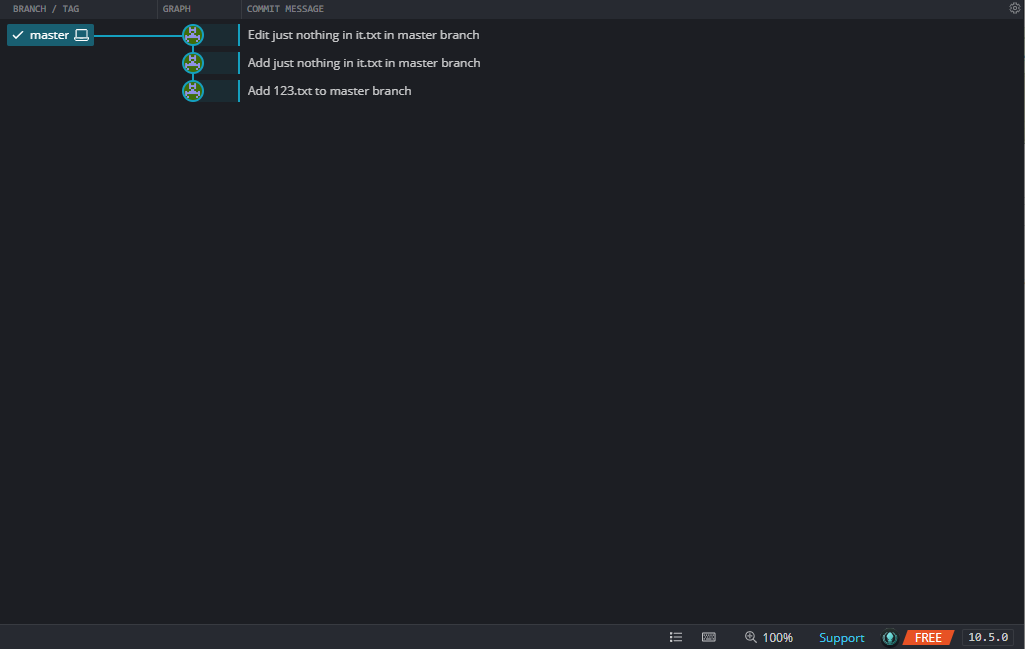 BRANCH / TAG GRAPH COMMIT MESSAGE
master Edit just nothing in it.txt in master branch
Add just nothing in it.txt in master branch
Add 123.txt to master branch
100% Support FREE 10.5.0